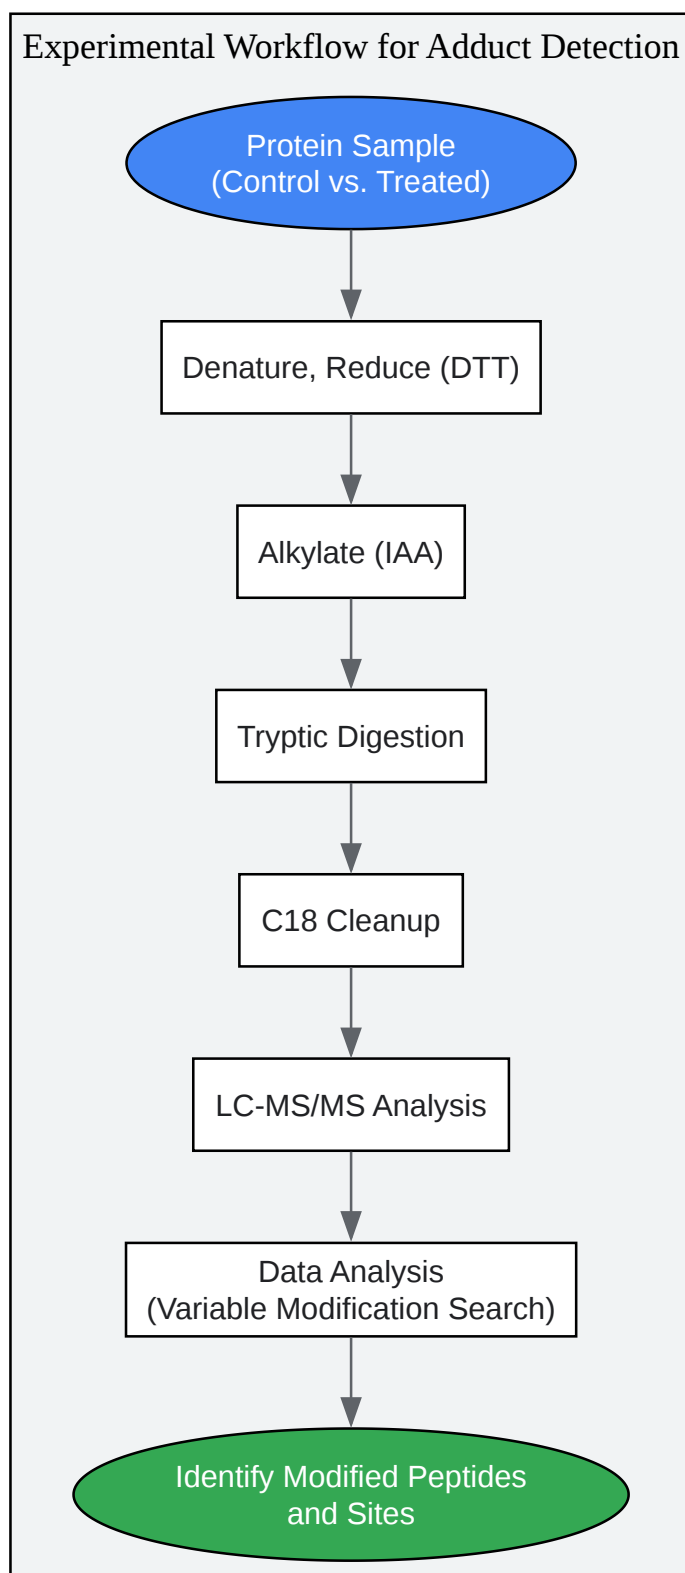 Experimental Workflow for Adduct Detection
Protein Sample
(Control vs. Treated)
Denature, Reduce (DTT)
Alkylate (IAA)
Tryptic Digestion
C18 Cleanup
LC-MS/MS Analysis
Data Analysis
(Variable Modification Search)
Identify Modified Peptides
and Sites